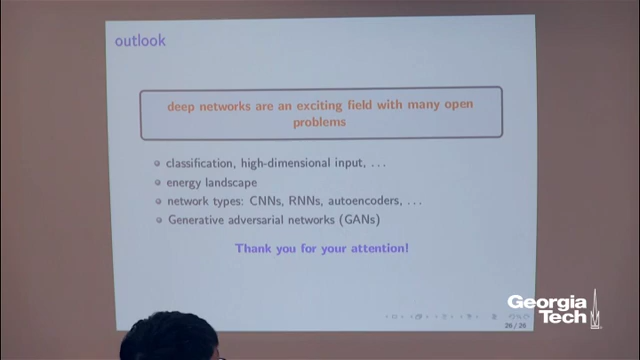 outlook
deep networks are an exciting field with many open
problems
classification, high-dimensional input, ...
energy landscape
network types: CNNs, RNNs, autoencoders, ...
Generative adversarial networks (GANs)
Thank you for your attention!
Georgia
Tech
26 / 26